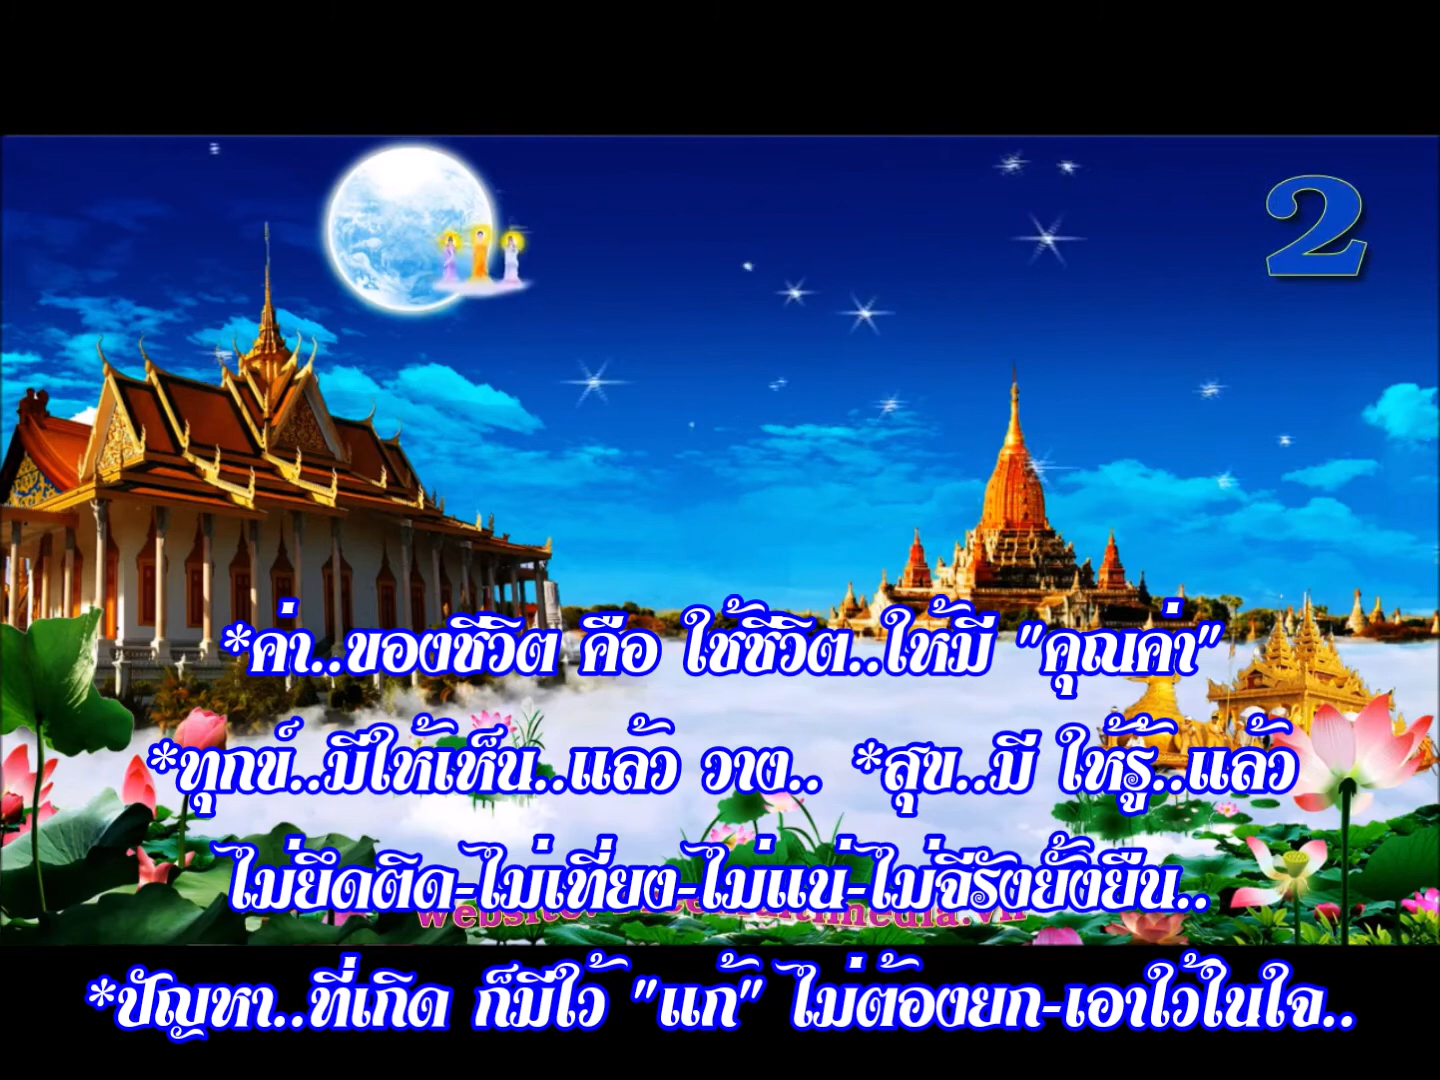 2
*ค่า..ของชีวิต คือ ใช้ชีวิต..ให้มี "คุณค่า"
*ทุกข์..มีให้เห็น..แล้ว วาง.. *สุข..มี ให้รู้..แล้ว
ไม่ยึดติด-ไม่เที่ยง-ไม่แน่-ไม่จีรังยั้งยืน..
*ปัญหา..ที่เกิด ก็มีไว้ "แก้" ไม่ต้องยก-เอาไว้ในใจ..